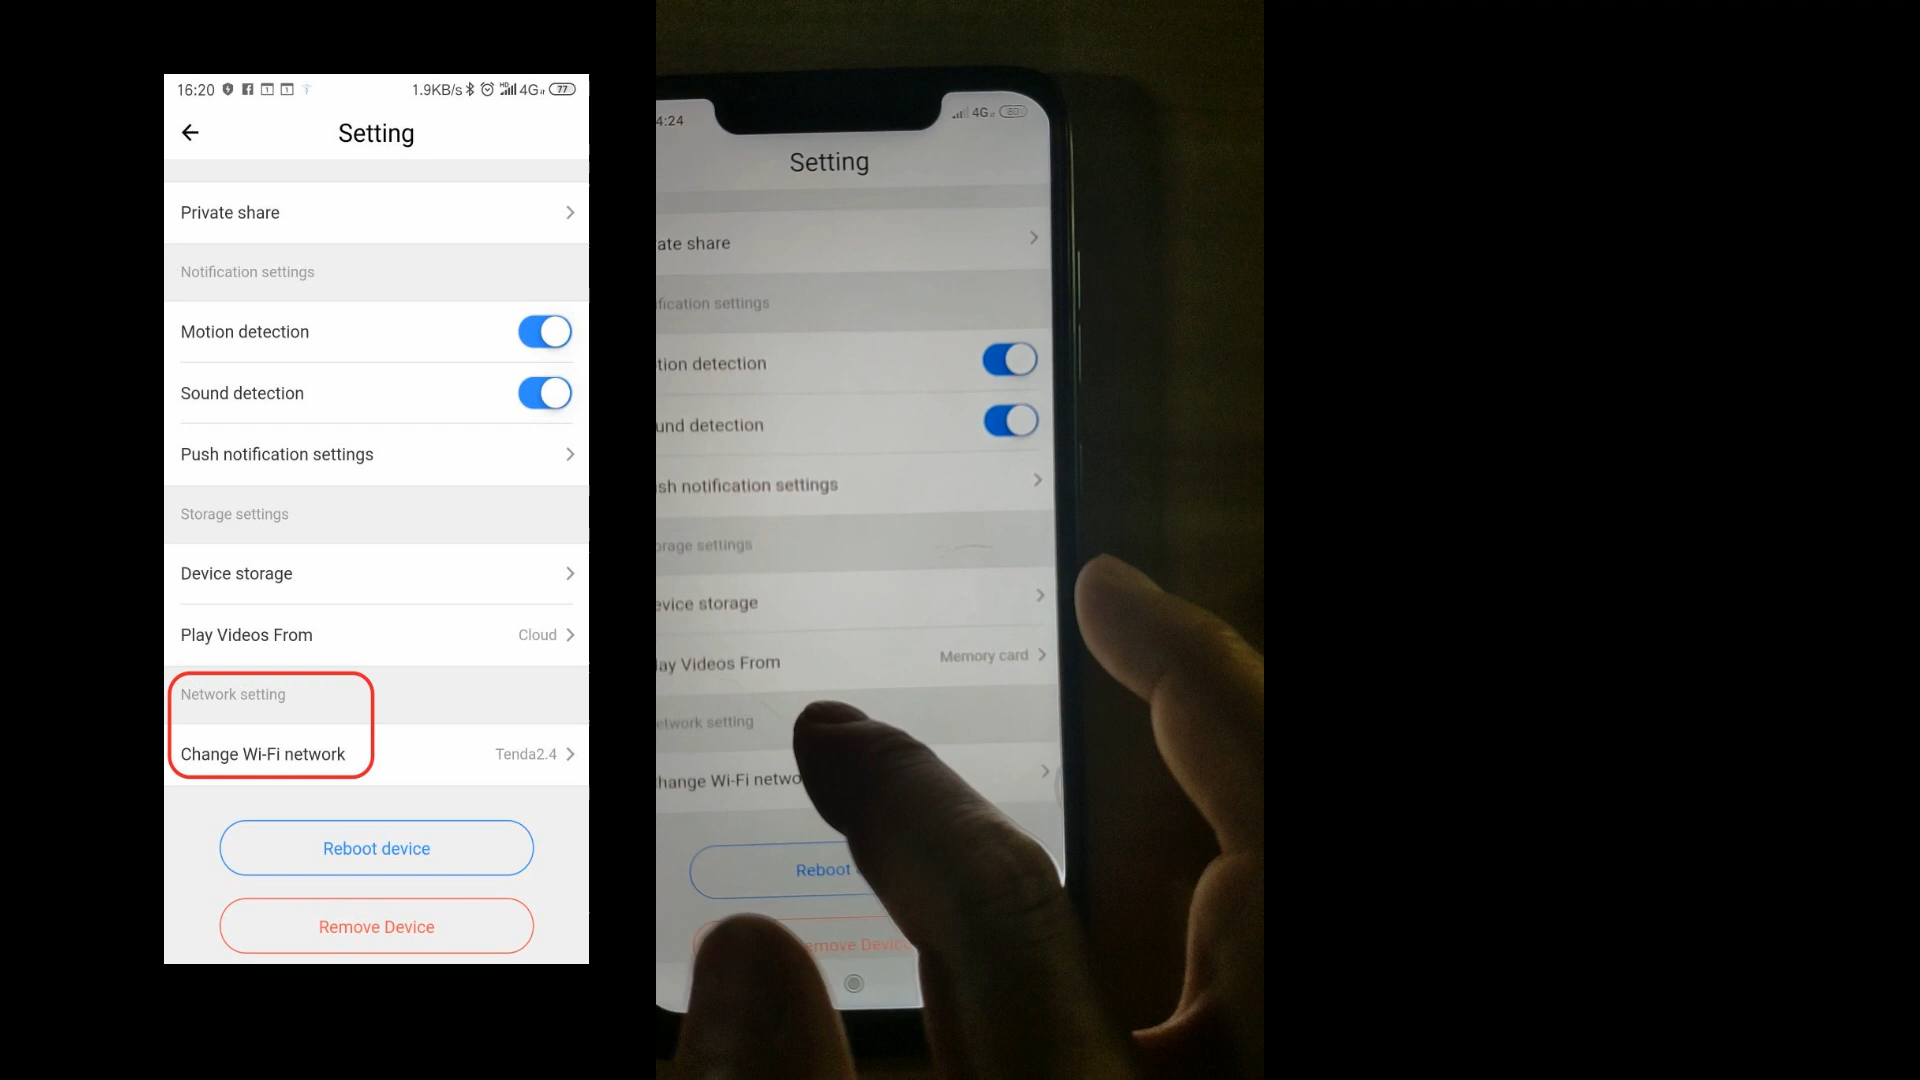 16:20
1.9KB/s 4G 77
Setting
Private share
Notification settings
Motion detection
Sound detection
Push notification settings
Storage settings
Device storage
Play Videos From Cloud
Network setting
Change Wi-Fi network Tenda2.4
Reboot device
Remove Device
4:24 4G 80
Setting
ate share
fication settings
tion detection
und detection
sh notification settings
orage settings
evice storage
lay Videos From Memory card
etwork setting
hange Wi-Fi netwo
Reboot
emove Device